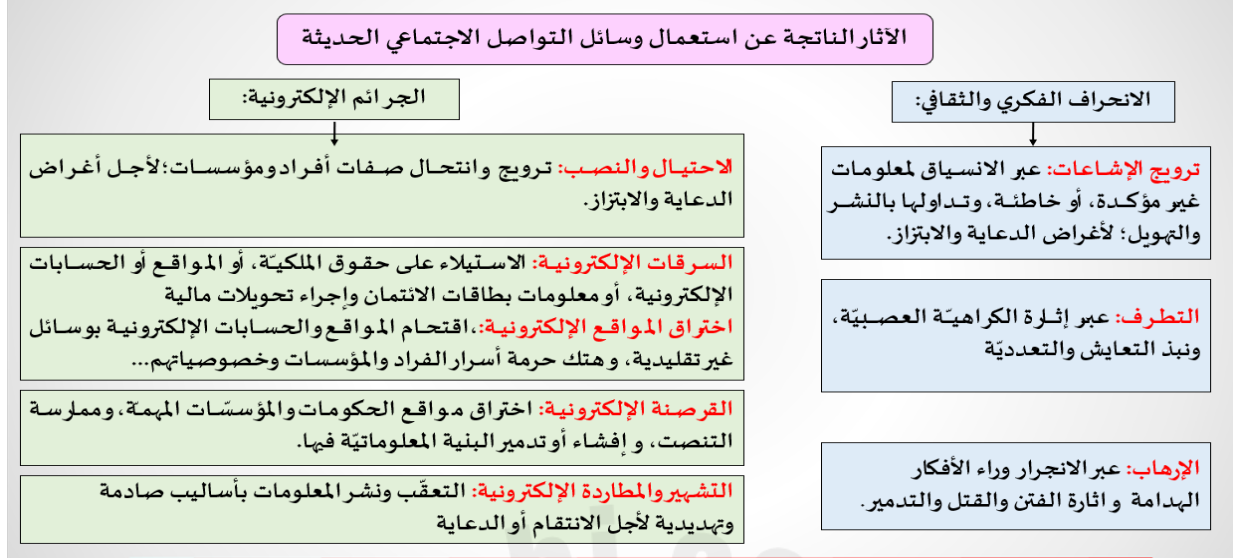 الآثار الناتجة عن استعمال وسائل التواصل الاجتماعي الحديثة
الانحراف الفكري والثقافي:
ترويج الإشاعات: عبر الانسياق لمعلومات
غير مؤكدة، أو خاطئة، وتداولها بالنشر
والتهويل؛ لأغراض الدعاية والابتزاز.
التطرف: عبر إثارة الكراهيّة العصبيّة،
ونبذ التعايش والتعدديّة
الإرهاب: عبر الانجرار وراء الأفكار
الهدامة و اثارة الفتن والقتل والتدمير.
الجرائم الإلكترونية:
الاحتيال والنصب: ترويج وانتحال صفات أفراد ومؤسسات؛ لأجل أغراض
الدعاية والابتزاز.
السرقات الإلكترونية: الاستيلاء على حقوق الملكيّة، أو المواقع أو الحسابات
الإلكترونية، أو معلومات بطاقات الائتمان وإجراء تحويلات مالية
اختراق المواقع الإلكترونية:، اقتحام المواقع والحسابات الإلكترونية بوسائل
غير تقليدية، وهتك حرمة أسرار الفراد والمؤسسات وخصوصياتهم...
القرصنة الإلكترونية: اختراق مواقع الحكومات والمؤسّسات المهمّة، وممارسة
التنصت، و إفشاء أو تدمير البنية المعلوماتيّة فيها.
التشهير والمطاردة الإلكترونية: التعقّب ونشر المعلومات بأساليب صادمة
وتهديدية لأجل الانتقام أو الدعاية